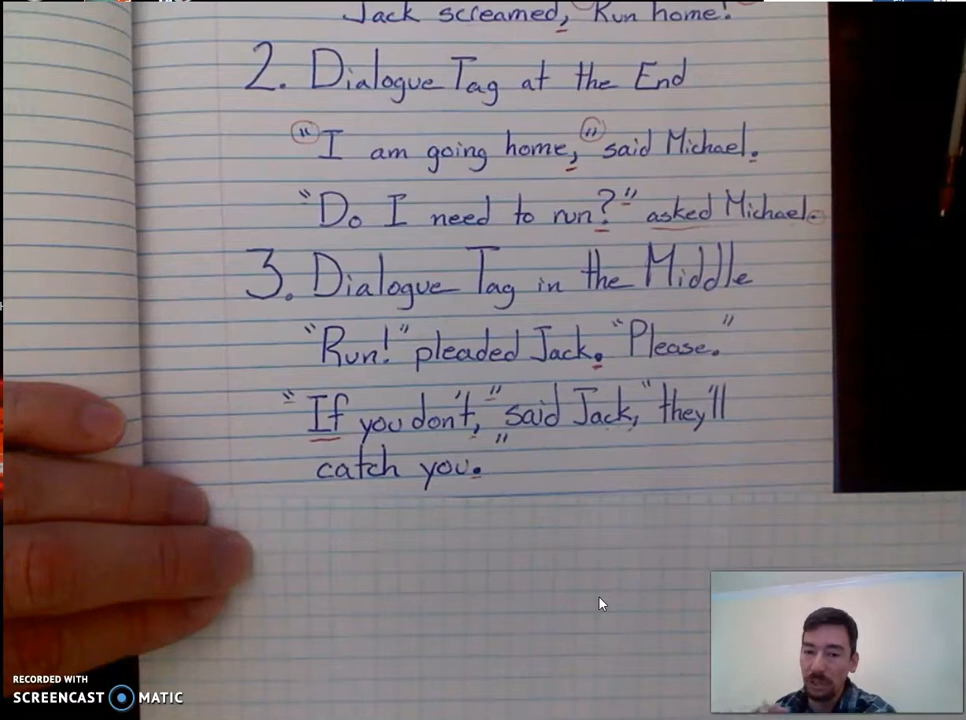 Jack screamed, "Run home!"
2. Dialogue Tag at the End
"I am going home," said Michael.
"Do I need to run?" asked Michael.
3. Dialogue Tag in the Middle
"Run!" pleaded Jack. "Please."
"If you don't," said Jack, "they'll
catch you."
RECORDED WITH
SCREENCAST MATIC